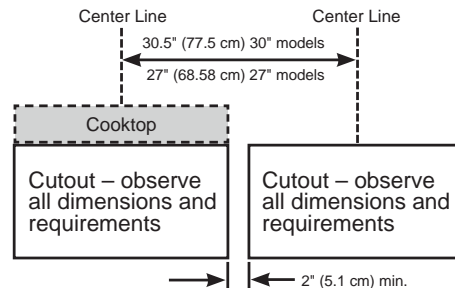 Center Line
Center Line
30.5" (77.5 cm) 30" models
27" (68.58 cm) 27" models
Cooktop
Cutout – observe
all dimensions and
requirements
Cutout – observe
all dimensions and
requirements
2" (5.1 cm) min.